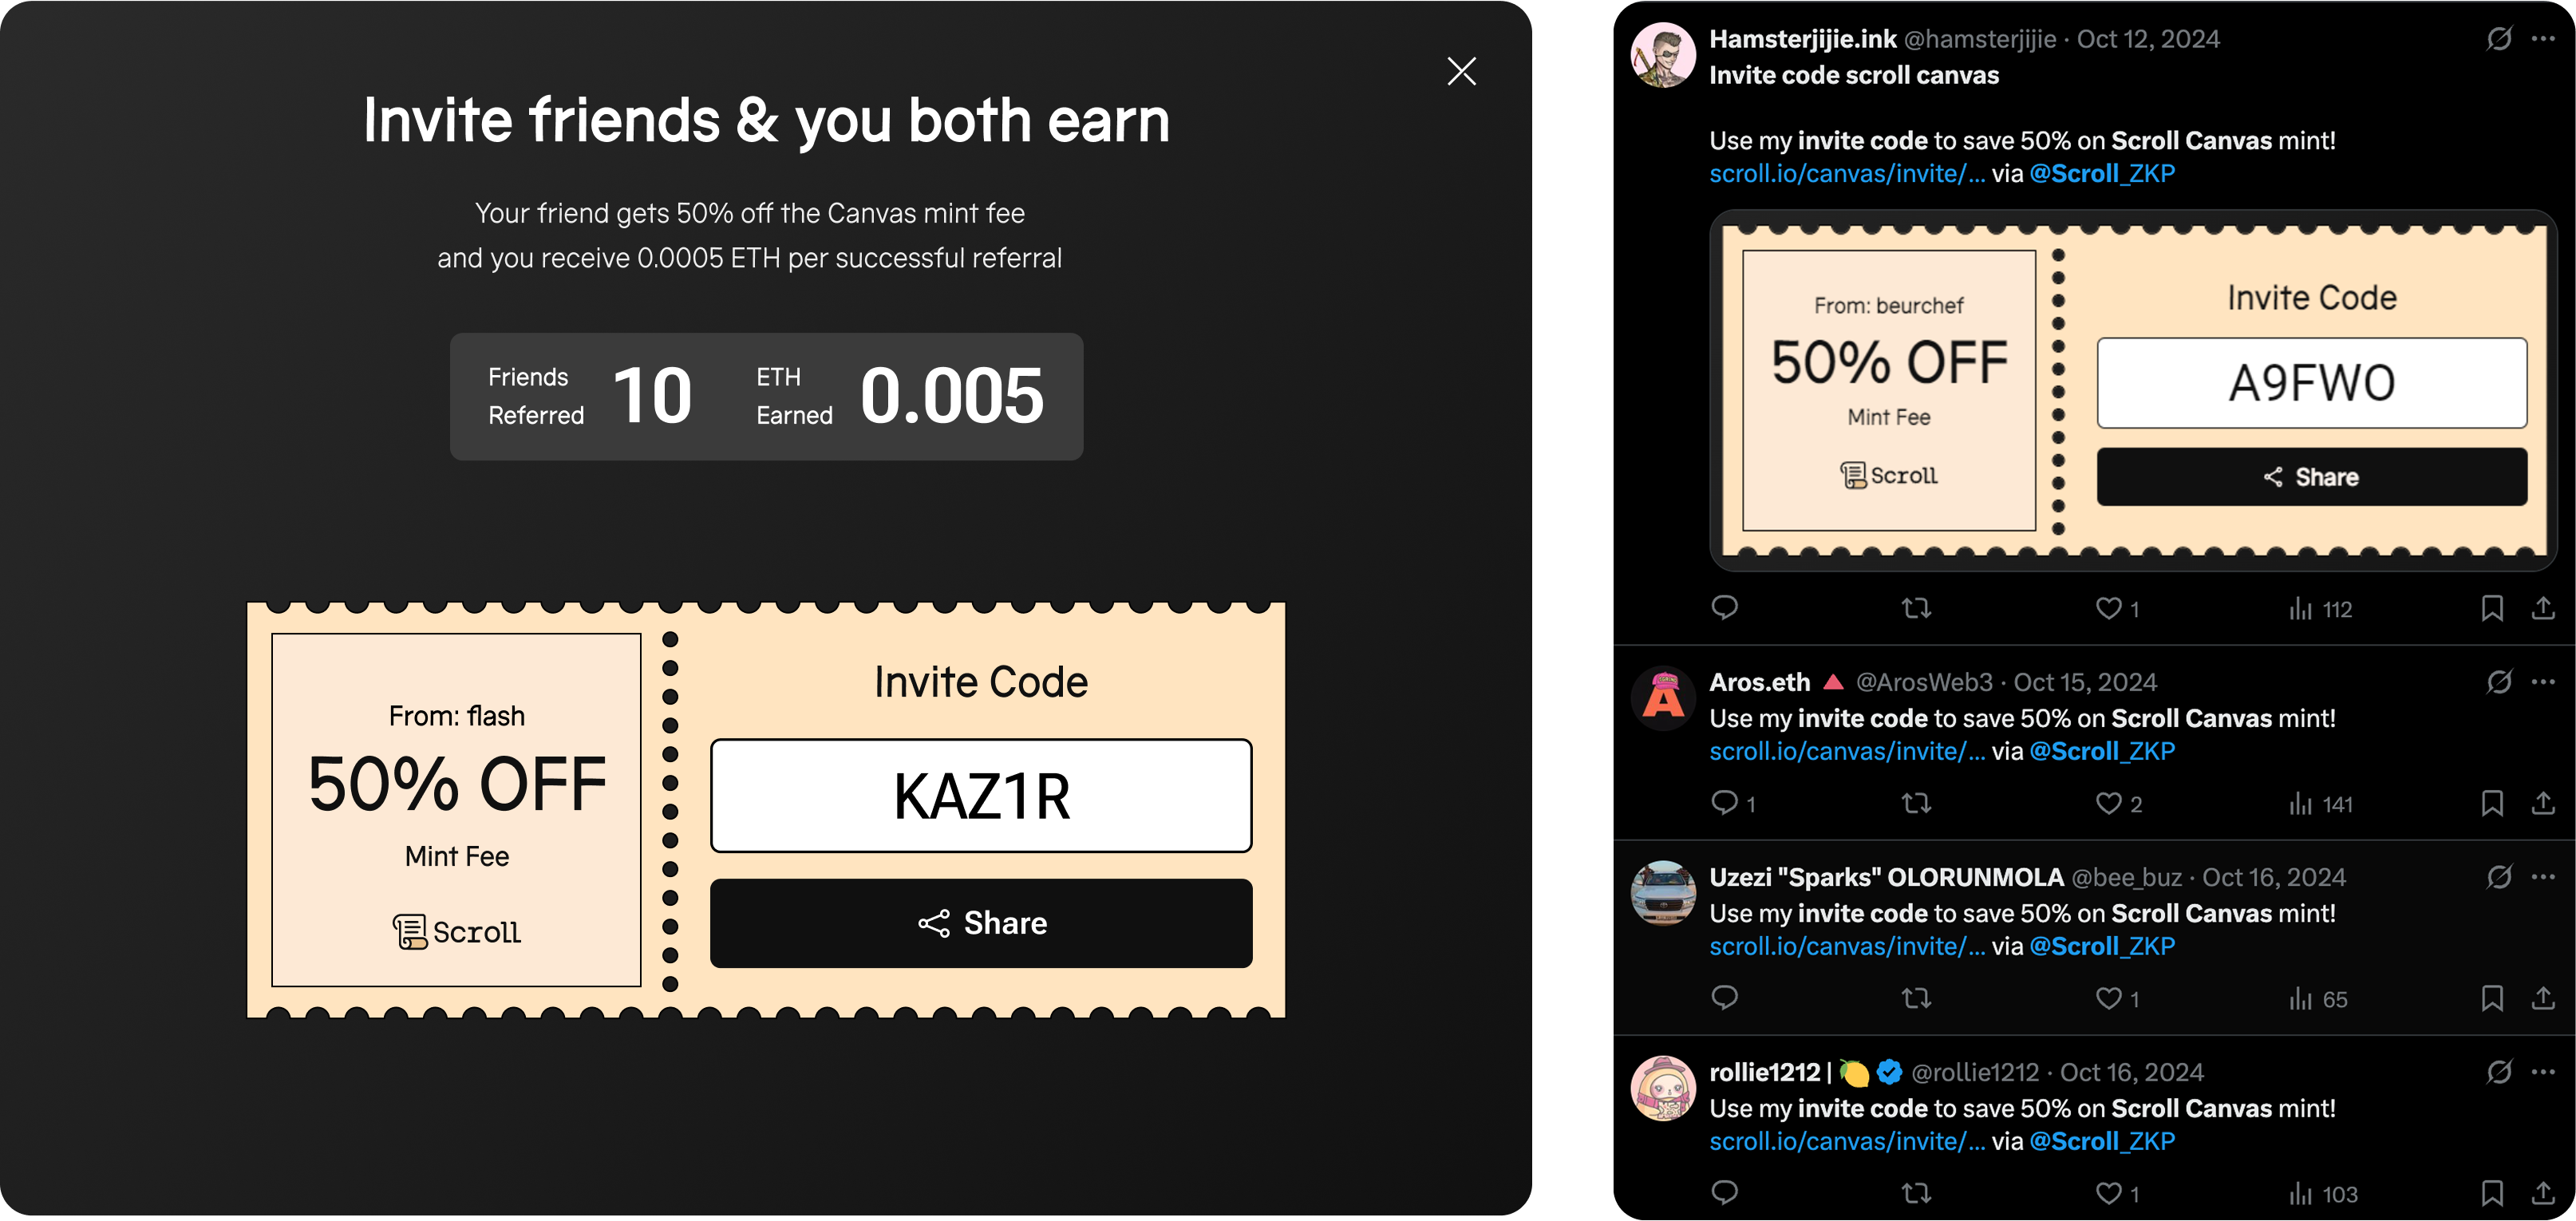 Invite friends & you both earn
Your friend gets 50% off the Canvas mint fee
and you receive 0.0005 ETH per successful referral
Friends
Referred
10
ETH
Earned
0.005
From: flash
50% OFF
Mint Fee
Scroll
Invite Code
KAZ1R
Share
Hamsterjijie.ink @hamsterjijie · Oct 12, 2024
Invite code scroll canvas
Use my invite code to save 50% on Scroll Canvas mint!
scroll.io/canvas/invite/... via @Scroll_ZKP
From: beurchef
50% OFF
Mint Fee
Scroll
Invite Code
A9FWO
Share
1 112
Aros.eth @ArosWeb3 · Oct 15, 2024
Use my invite code to save 50% on Scroll Canvas mint!
scroll.io/canvas/invite/... via @Scroll_ZKP
1 2 141
Uzezi "Sparks" OLORUNMOLA @bee_buz · Oct 16, 2024
Use my invite code to save 50% on Scroll Canvas mint!
scroll.io/canvas/invite/... via @Scroll_ZKP
1 65
rollie1212 | 🍋 @rollie1212 · Oct 16, 2024
Use my invite code to save 50% on Scroll Canvas mint!
scroll.io/canvas/invite/... via @Scroll_ZKP
1 103